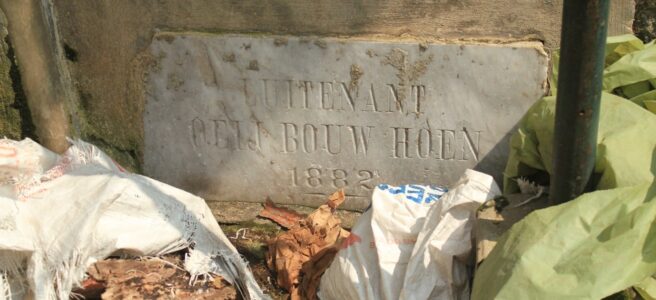 LUITENANT
OEIJ BOUW HOEN
1882